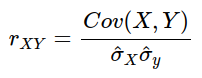 r_{XY} = \frac{Cov(X, Y)}{\hat{\sigma}_X \hat{\sigma}_y}